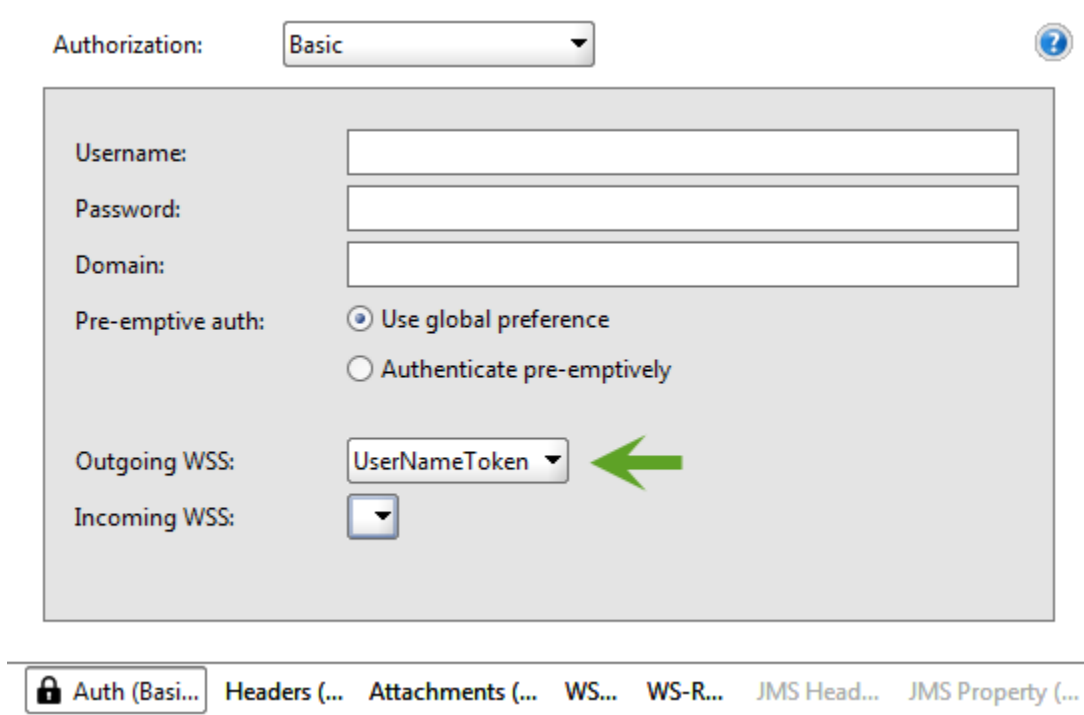 Authorization: Basic
Username:
Password:
Domain:
Pre-emptive auth: Use global preference
Authenticate pre-emptively
Outgoing WSS: UserNameToken
Incoming WSS:
Auth (Basi... Headers (... Attachments (... WS... WS-R... JMS Head... JMS Property (...